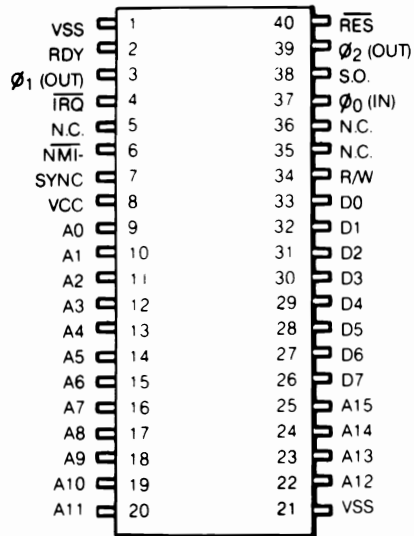 VSS 1 40 R̅E̅S̅
RDY 2 39 Ø₂ (OUT)
Ø₁ (OUT) 3 38 S.O.
I̅R̅Q̅ 4 37 Ø₀ (IN)
N.C. 5 36 N.C.
N̅M̅I̅- 6 35 N.C.
SYNC 7 34 R/W
VCC 8 33 D0
A0 9 32 D1
A1 10 31 D2
A2 11 30 D3
A3 12 29 D4
A4 13 28 D5
A5 14 27 D6
A6 15 26 D7
A7 16 25 A15
A8 17 24 A14
A9 18 23 A13
A10 19 22 A12
A11 20 21 VSS